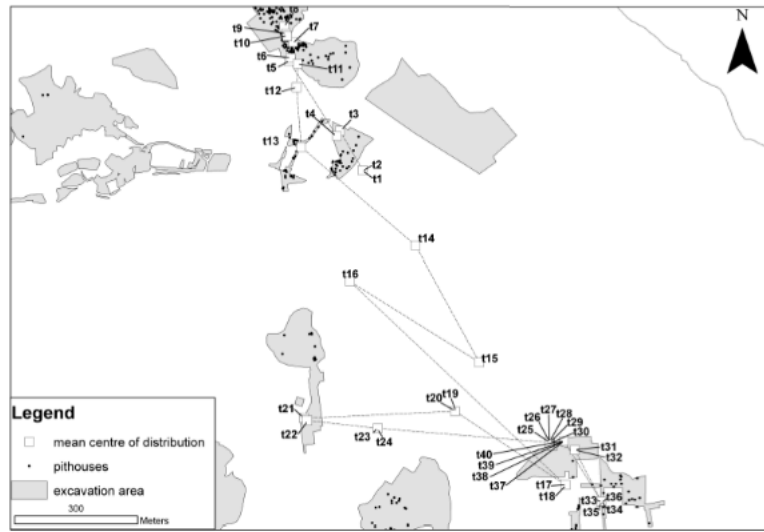 N
t8
t9
t7
t10
t6
t5
t11
t12
t4
t3
t13
t2
t1
t14
t16
t15
t19
t20
t21
t22
t23
t24
t27
t26
t28
t25
t29
t30
t40
t39
t38
t37
t31
t32
t17
t18
t33
t36
t35
t34
Legend
mean centre of distribution
pithouses
excavation area
300
Meters